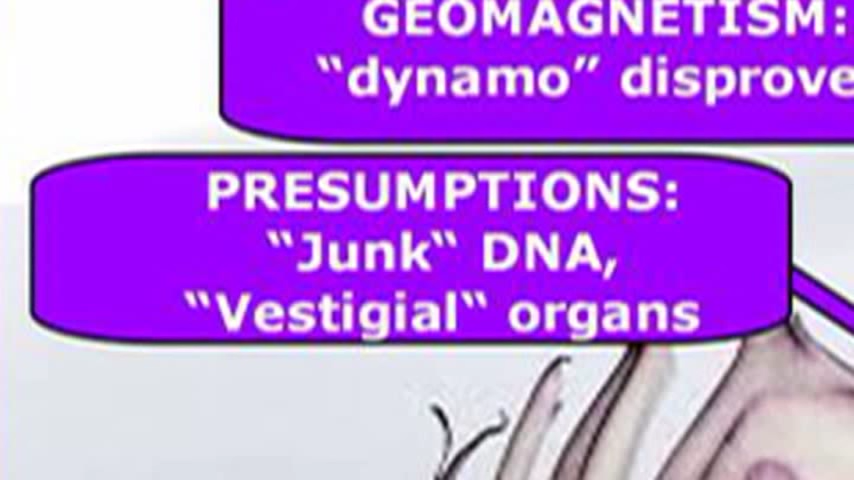 GEOMAGNETISM:
“dynamo” disprove
PRESUMPTIONS:
“Junk“ DNA,
“Vestigial“ organs